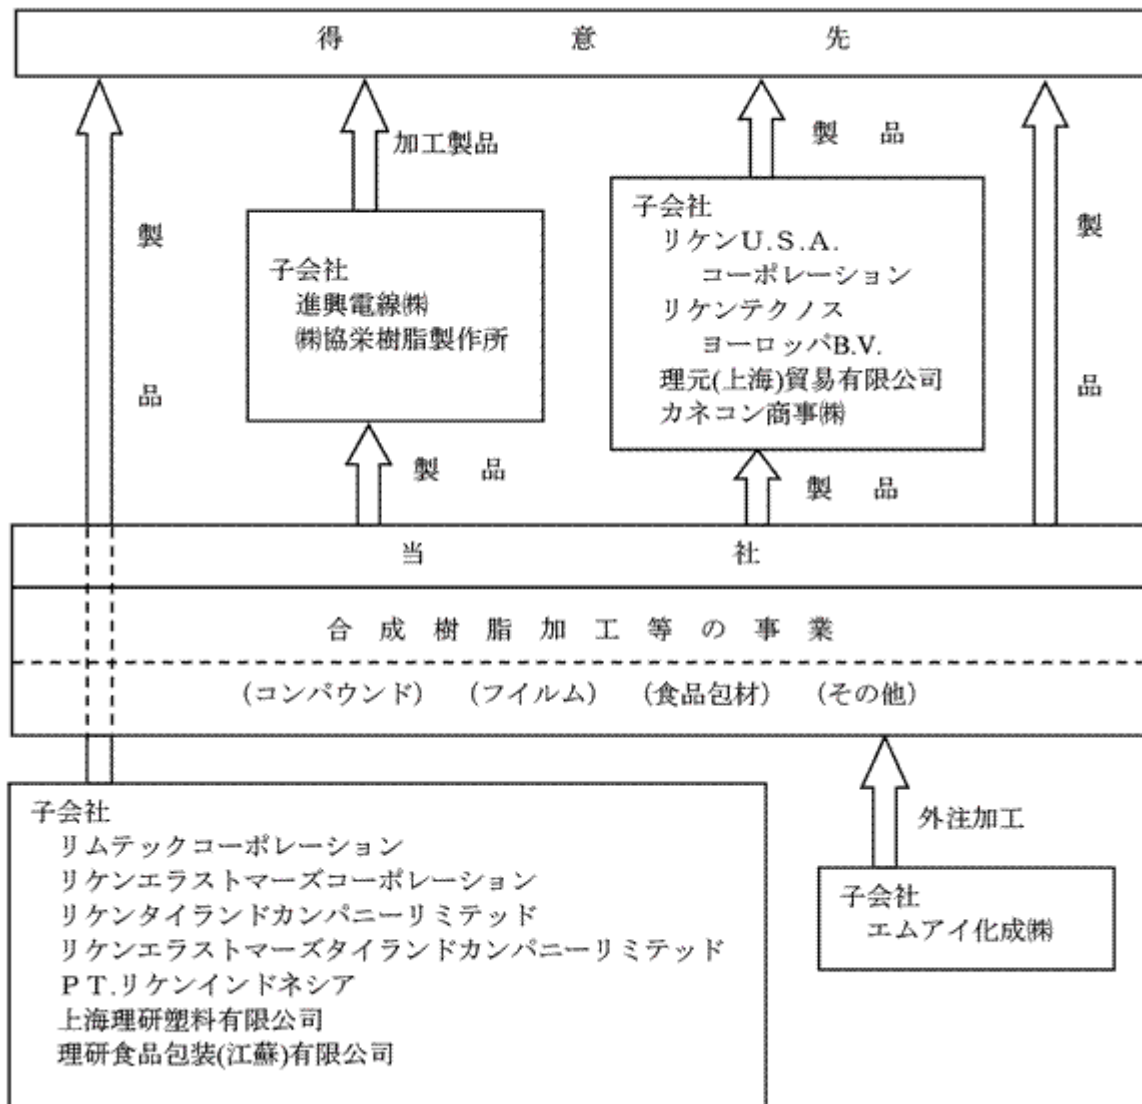 得意先
加工製品
製品
製品
製品
子会社
進興電線㈱
㈱協栄樹脂製作所
子会社
リケンU.S.A.
コーポレーション
リケンテクノス
ヨーロッパB.V.
理元(上海)貿易有限公司
カネコン商事㈱
製品
製品
当社
合成樹脂加工等の事業
(コンパウンド) (フイルム) (食品包材) (その他)
子会社
リムテックコーポレーション
リケンエラストマーズコーポレーション
リケンタイランドカンパニーリミテッド
リケンエラストマーズタイランドカンパニーリミテッド
PT.リケンインドネシア
上海理研塑料有限公司
理研食品包装(江蘇)有限公司
外注加工
子会社
エムアイ化成㈱